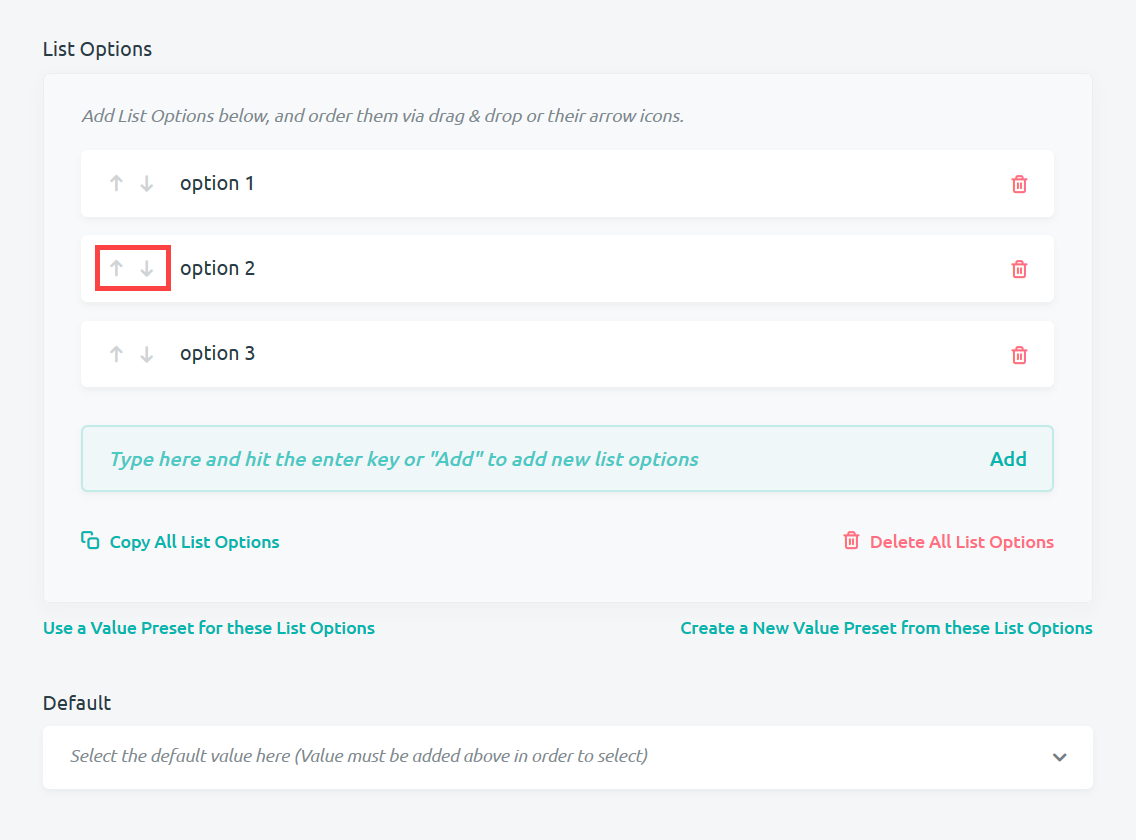 List Options
Add List Options below, and order them via drag & drop or their arrow icons.
option 1
option 2
option 3
Type here and hit the enter key or "Add" to add new list options Add
Copy All List Options Delete All List Options
Use a Value Preset for these List Options Create a New Value Preset from these List Options
Default
Select the default value here (Value must be added above in order to select)